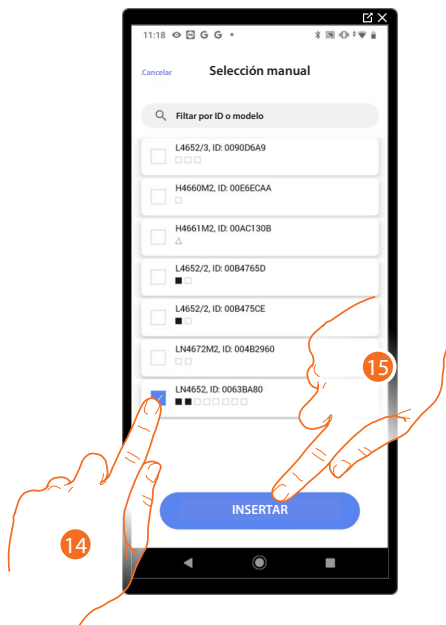 11:18 G G
Cancelar
Selección manual
Filtar por ID o modelo
L4652/3, ID: 0090D6A9
H4660M2, ID: 00E6ECAA
H4661M2, ID: 00AC130B
L4652/2, ID: 00B4765D
L4652/2, ID: 00B475CE
LN4672M2, ID: 004B2960
LN4652, ID: 0063BA80
15
INSERTAR
14